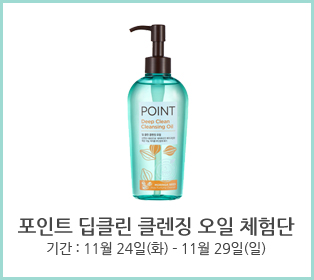 POINT
Deep Clean
Cleansing Oil
포인트 딥클린 클렌징 오일 체험단
기간 : 11월 24일(화) - 11월 29일(일)